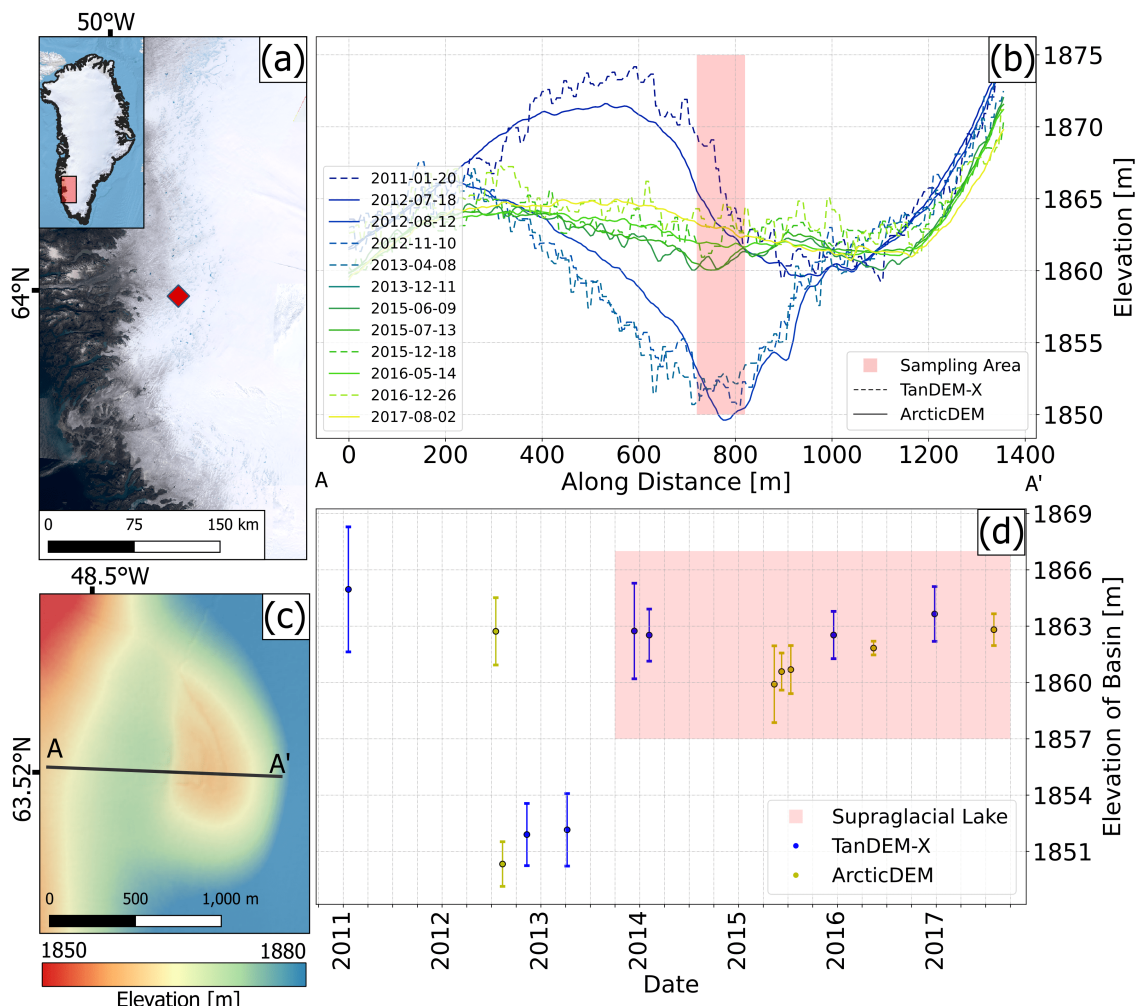 50°W
(a)
64°N
0 75 150 km
(b)
1875
1870
1865
1860
1855
1850
Elevation [m]
2011-01-20
2012-07-18
2012-08-12
2012-11-10
2013-04-08
2013-12-11
2015-06-09
2015-07-13
2015-12-18
2016-05-14
2016-12-26
2017-08-02
Sampling Area
TanDEM-X
ArcticDEM
0 200 400 600 800 1000 1200 1400
A Along Distance [m] A'
48.5°W
(c)
63.52°N
A A'
0 500 1,000 m
1850 1880
Elevation [m]
(d)
1869
1866
1863
1860
1857
1854
1851
Elevation of Basin [m]
Supraglacial Lake
TanDEM-X
ArcticDEM
2011 2012 2013 2014 2015 2016 2017
Date